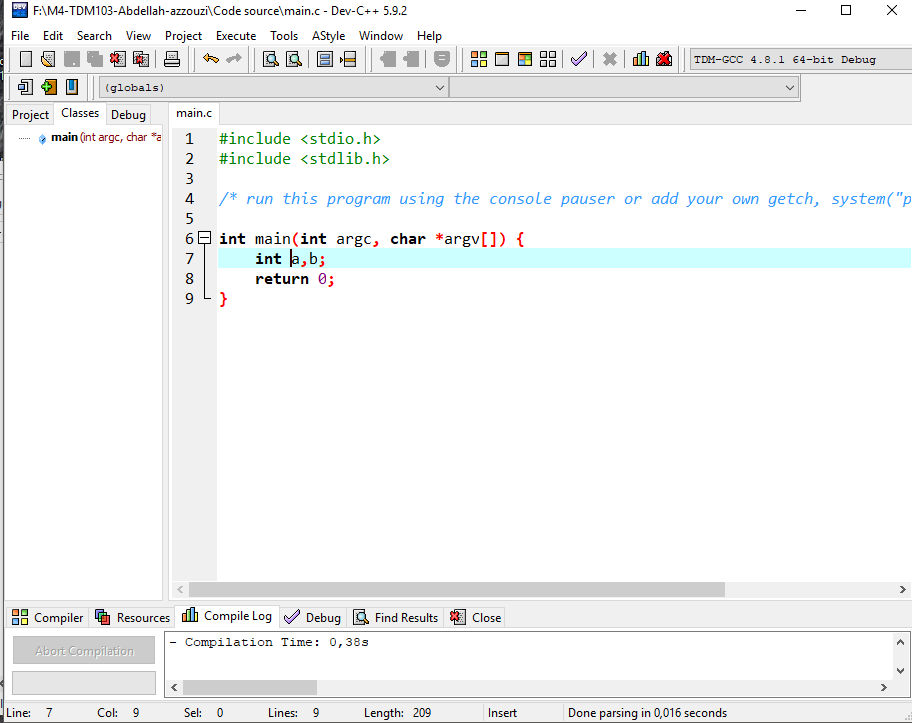 F:\M4-TDM103-Abdellah-azzouzi\Code source\main.c - Dev-C++ 5.9.2
File Edit Search View Project Execute Tools AStyle Window Help
TDM-GCC 4.8.1 64-bit Debug
(globals)
Project Classes Debug
main.c
main (int argc, char *a
1 #include <stdio.h>
2 #include <stdlib.h>
3
4 /* run this program using the console pauser or add your own getch, system("p
5
6 int main(int argc, char *argv[]) {
7 int a,b;
8 return 0;
9 }
Compiler Resources Compile Log Debug Find Results Close
Abort Compilation
- Compilation Time: 0,38s
Line: 7 Col: 9 Sel: 0 Lines: 9 Length: 209 Insert Done parsing in 0,016 seconds